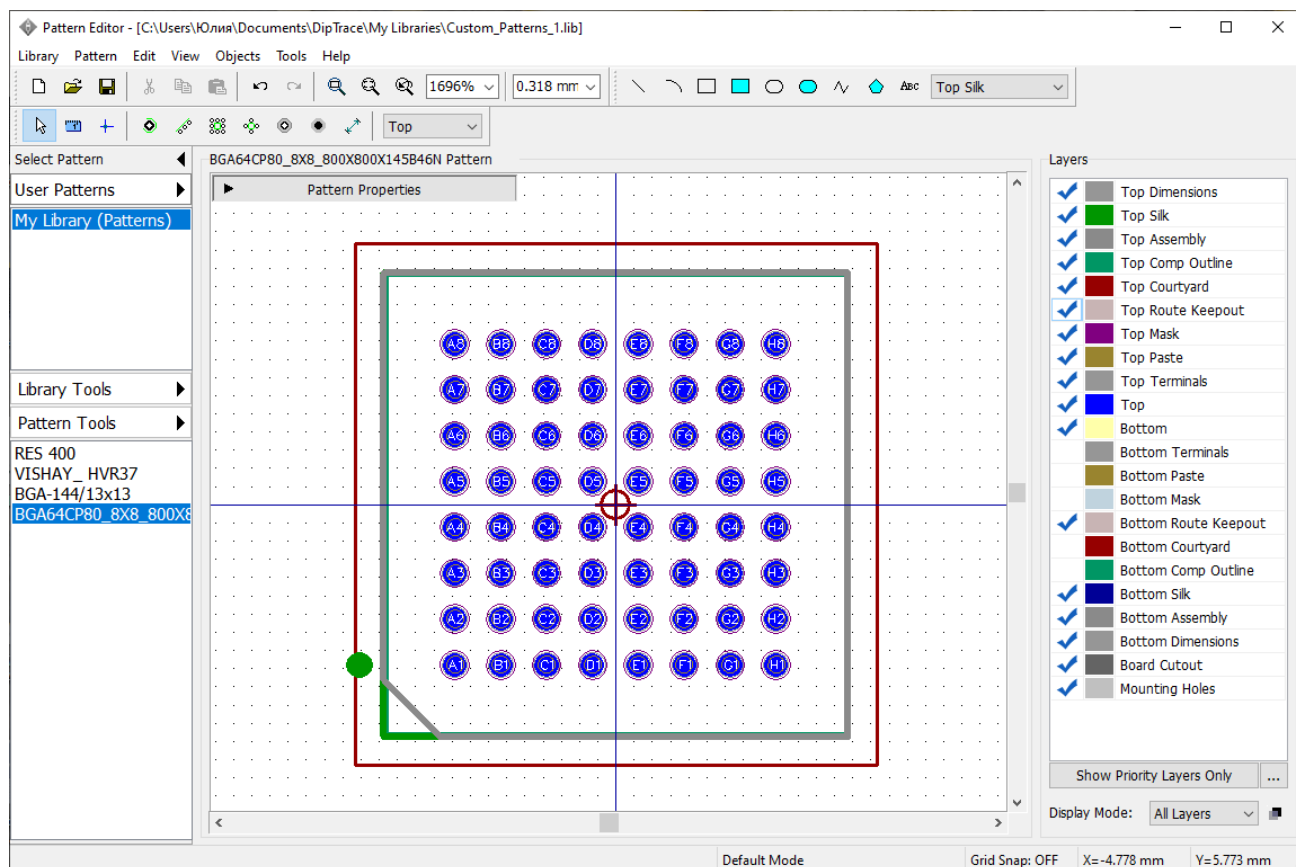 Pattern Editor - [C:\Users\Юлия\Documents\DipTrace\My Libraries\Custom_Patterns_1.lib]
Library Pattern Edit View Objects Tools Help
1696% 0.318 mm ABC Top Silk
Top
Select Pattern
User Patterns
My Library (Patterns)
Library Tools
Pattern Tools
RES 400
VISHAY_ HVR37
BGA-144/13x13
BGA64CP80_8X8_800X8
BGA64CP80_8X8_800X800X145B46N Pattern
Pattern Properties
A8 B8 C8 D8 E8 F8 G8 H8
A7 B7 C7 D7 E7 F7 G7 H7
A6 B6 C6 D6 E6 F6 G6 H6
A5 B5 C5 D5 E5 F5 G5 H5
A4 B4 C4 D4 E4 F4 G4 H4
A3 B3 C3 D3 E3 F3 G3 H3
A2 B2 C2 D2 E2 F2 G2 H2
A1 B1 C1 D1 E1 F1 G1 H1
Layers
Top Dimensions
Top Silk
Top Assembly
Top Comp Outline
Top Courtyard
Top Route Keepout
Top Mask
Top Paste
Top Terminals
Top
Bottom
Bottom Terminals
Bottom Paste
Bottom Mask
Bottom Route Keepout
Bottom Courtyard
Bottom Comp Outline
Bottom Silk
Bottom Assembly
Bottom Dimensions
Board Cutout
Mounting Holes
Show Priority Layers Only ...
Display Mode: All Layers
Default Mode Grid Snap: OFF X=-4.778 mm Y=5.773 mm